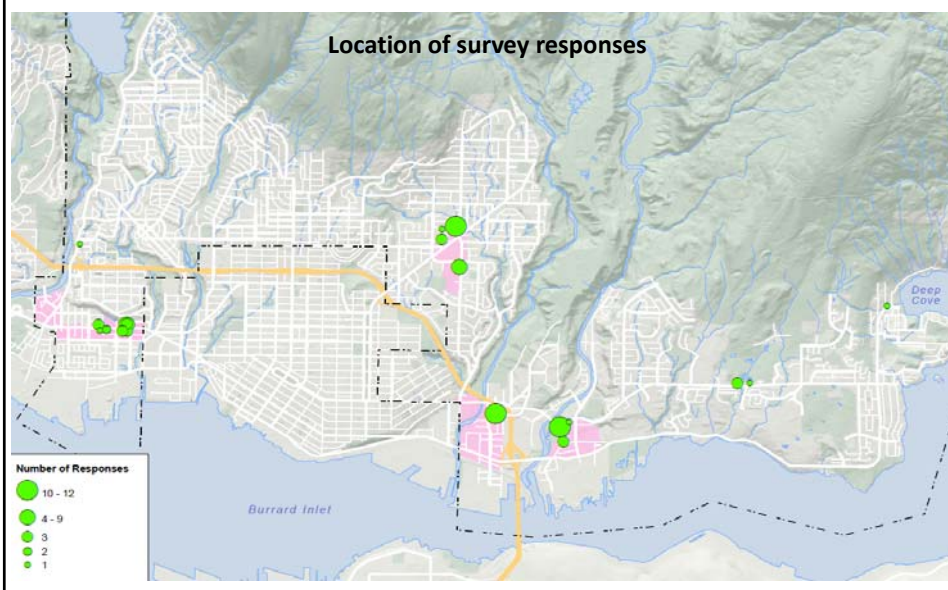 Location of survey responses
Deep
Cove
Burrard Inlet
Number of Responses
10 - 12
4 - 9
3
2
1